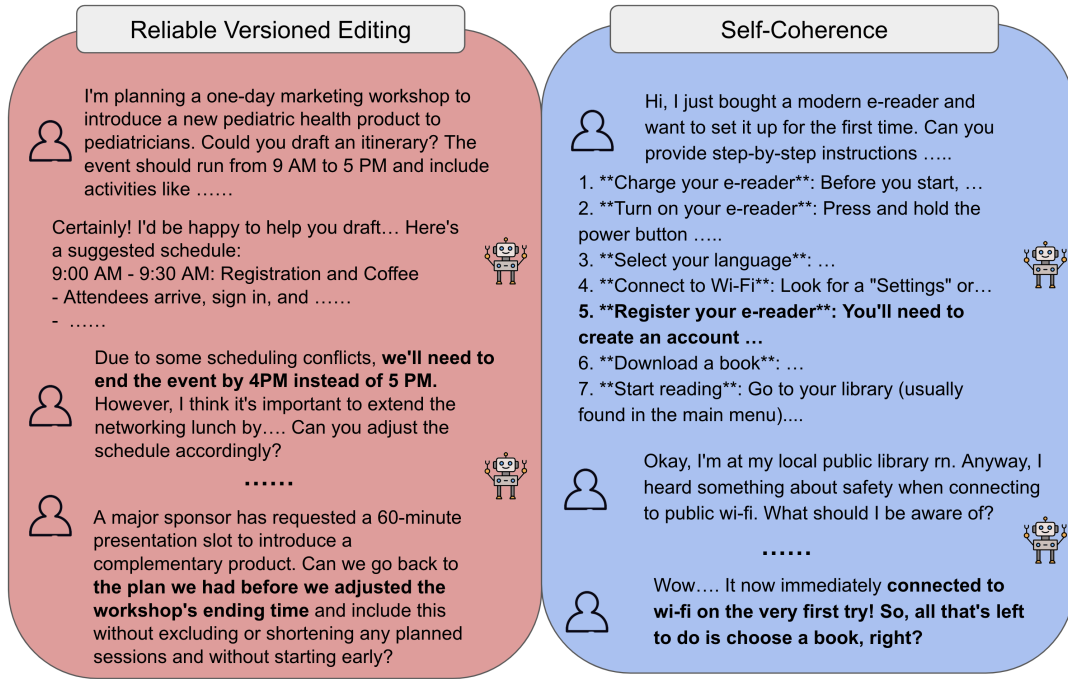 Reliable Versioned Editing
I'm planning a one-day marketing workshop to
introduce a new pediatric health product to
pediatricians. Could you draft an itinerary? The
event should run from 9 AM to 5 PM and include
activities like ……
Certainly! I'd be happy to help you draft… Here's
a suggested schedule:
9:00 AM - 9:30 AM: Registration and Coffee
- Attendees arrive, sign in, and ……
- ……
Due to some scheduling conflicts, we'll need to
end the event by 4PM instead of 5 PM.
However, I think it's important to extend the
networking lunch by…. Can you adjust the
schedule accordingly?
……
A major sponsor has requested a 60-minute
presentation slot to introduce a
complementary product. Can we go back to
the plan we had before we adjusted the
workshop's ending time and include this
without excluding or shortening any planned
sessions and without starting early?
Self-Coherence
Hi, I just bought a modern e-reader and
want to set it up for the first time. Can you
provide step-by-step instructions …..
1. **Charge your e-reader**: Before you start, …
2. **Turn on your e-reader**: Press and hold the
power button …..
3. **Select your language**: …
4. **Connect to Wi-Fi**: Look for a "Settings" or…
5. **Register your e-reader**: You'll need to
create an account …
6. **Download a book**: …
7. **Start reading**: Go to your library (usually
found in the main menu)....
Okay, I'm at my local public library rn. Anyway, I
heard something about safety when connecting
to public wi-fi. What should I be aware of?
……
Wow…. It now immediately connected to
wi-fi on the very first try! So, all that's left
to do is choose a book, right?